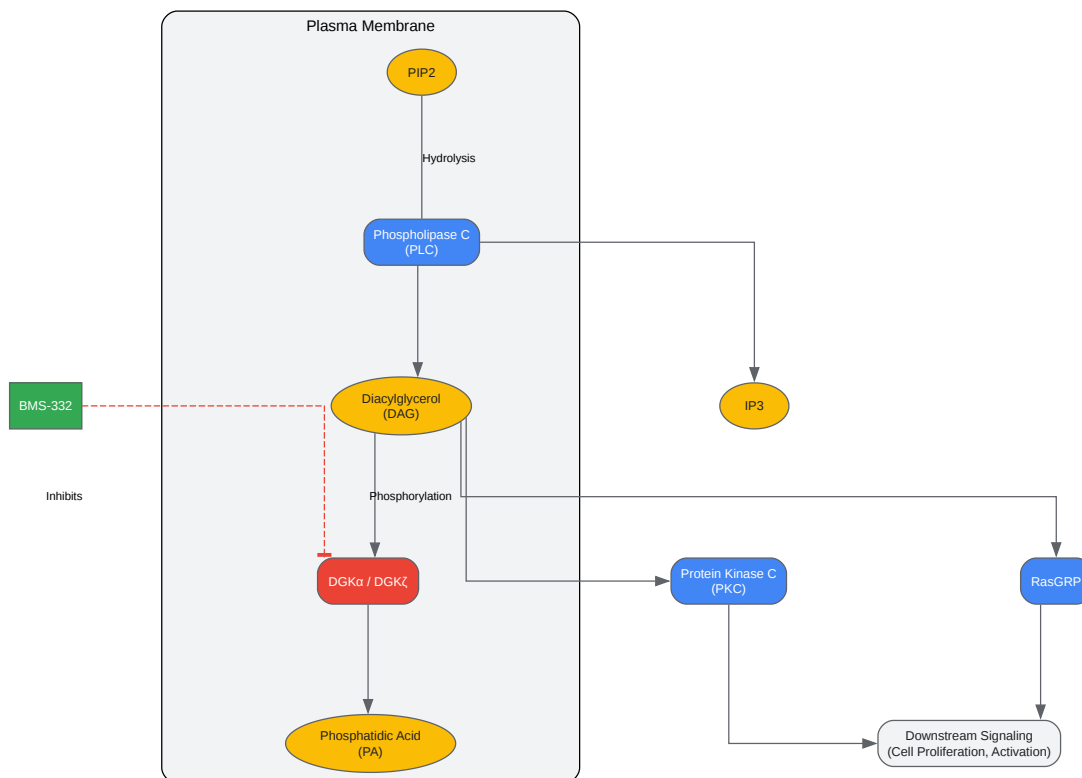 Plasma Membrane
PIP2
Hydrolysis
Phospholipase C
(PLC)
BMS-332
Diacylglycerol
(DAG)
IP3
Inhibits
Phosphorylation
DGKα / DGKζ
Protein Kinase C
(PKC)
RasGRP
Phosphatidic Acid
(PA)
Downstream Signaling
(Cell Proliferation, Activation)